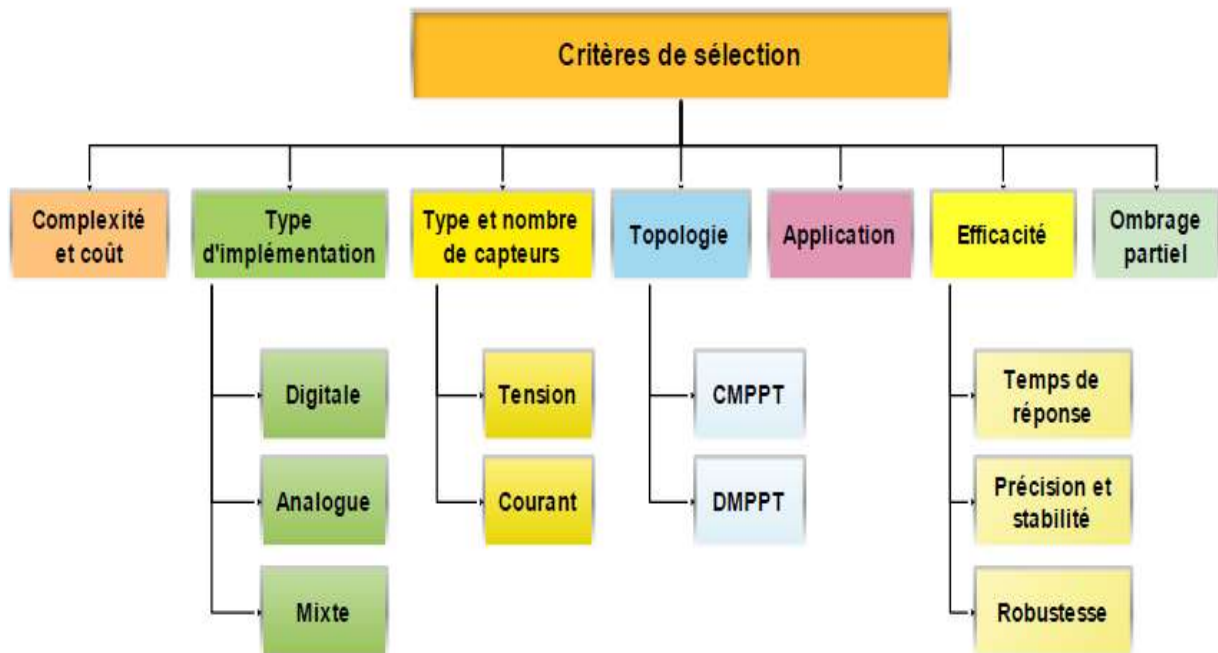 Critères de sélection
Complexité
et coût
Type
d'implémentation
Type et nombre
de capteurs
Topologie
Application
Efficacité
Ombrage
partiel
Digitale
Analogue
Mixte
Tension
Courant
CMPPT
DMPPT
Temps de
réponse
Précision et
stabilité
Robustesse